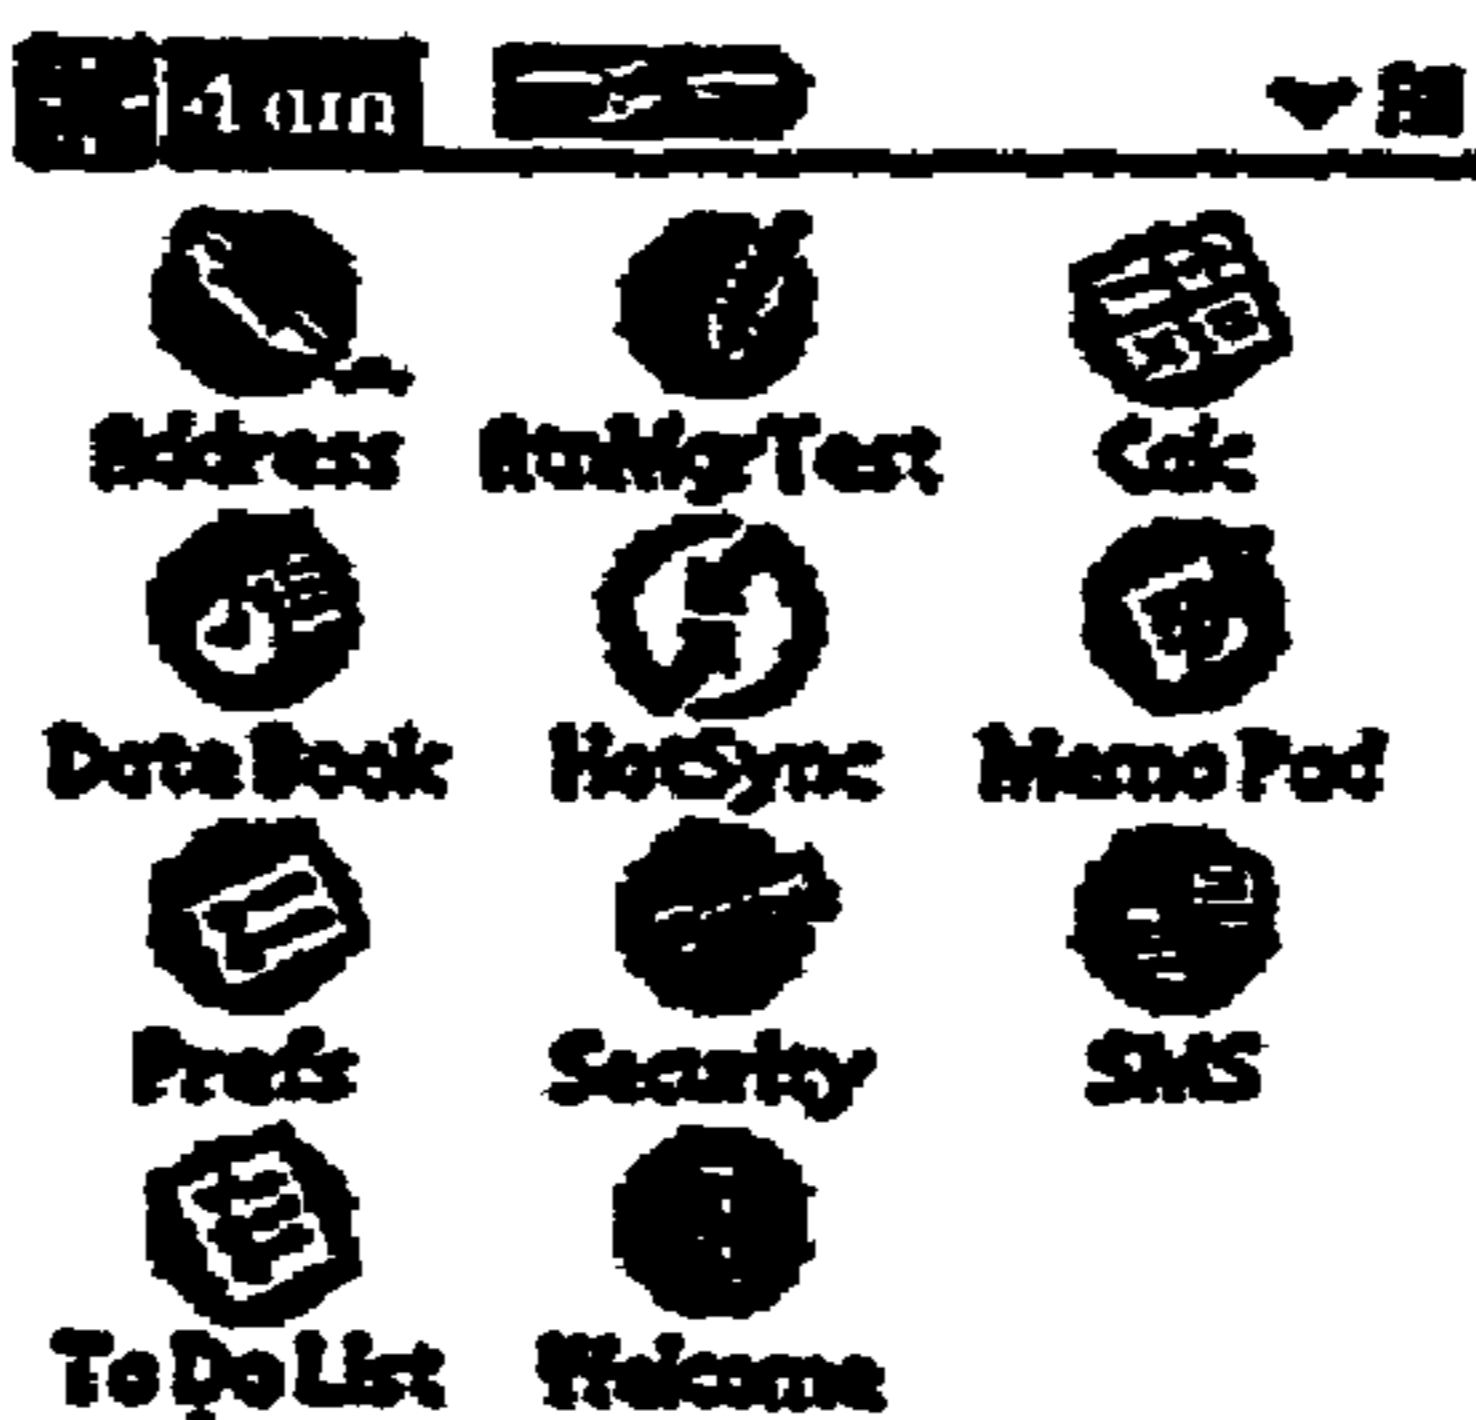 Address
Calc
Date Book HotSync Memo Pad
Prefs Security SMS
To Do List Welcome